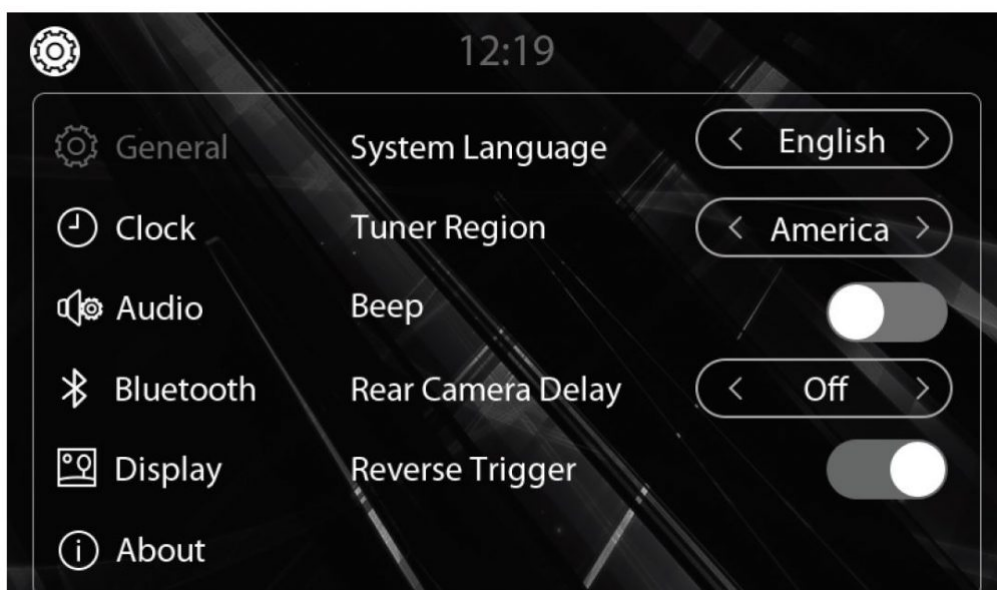 12:19
General
System Language
English
Clock
Tuner Region
America
Audio
Beep
Bluetooth
Rear Camera Delay
Off
Display
Reverse Trigger
About